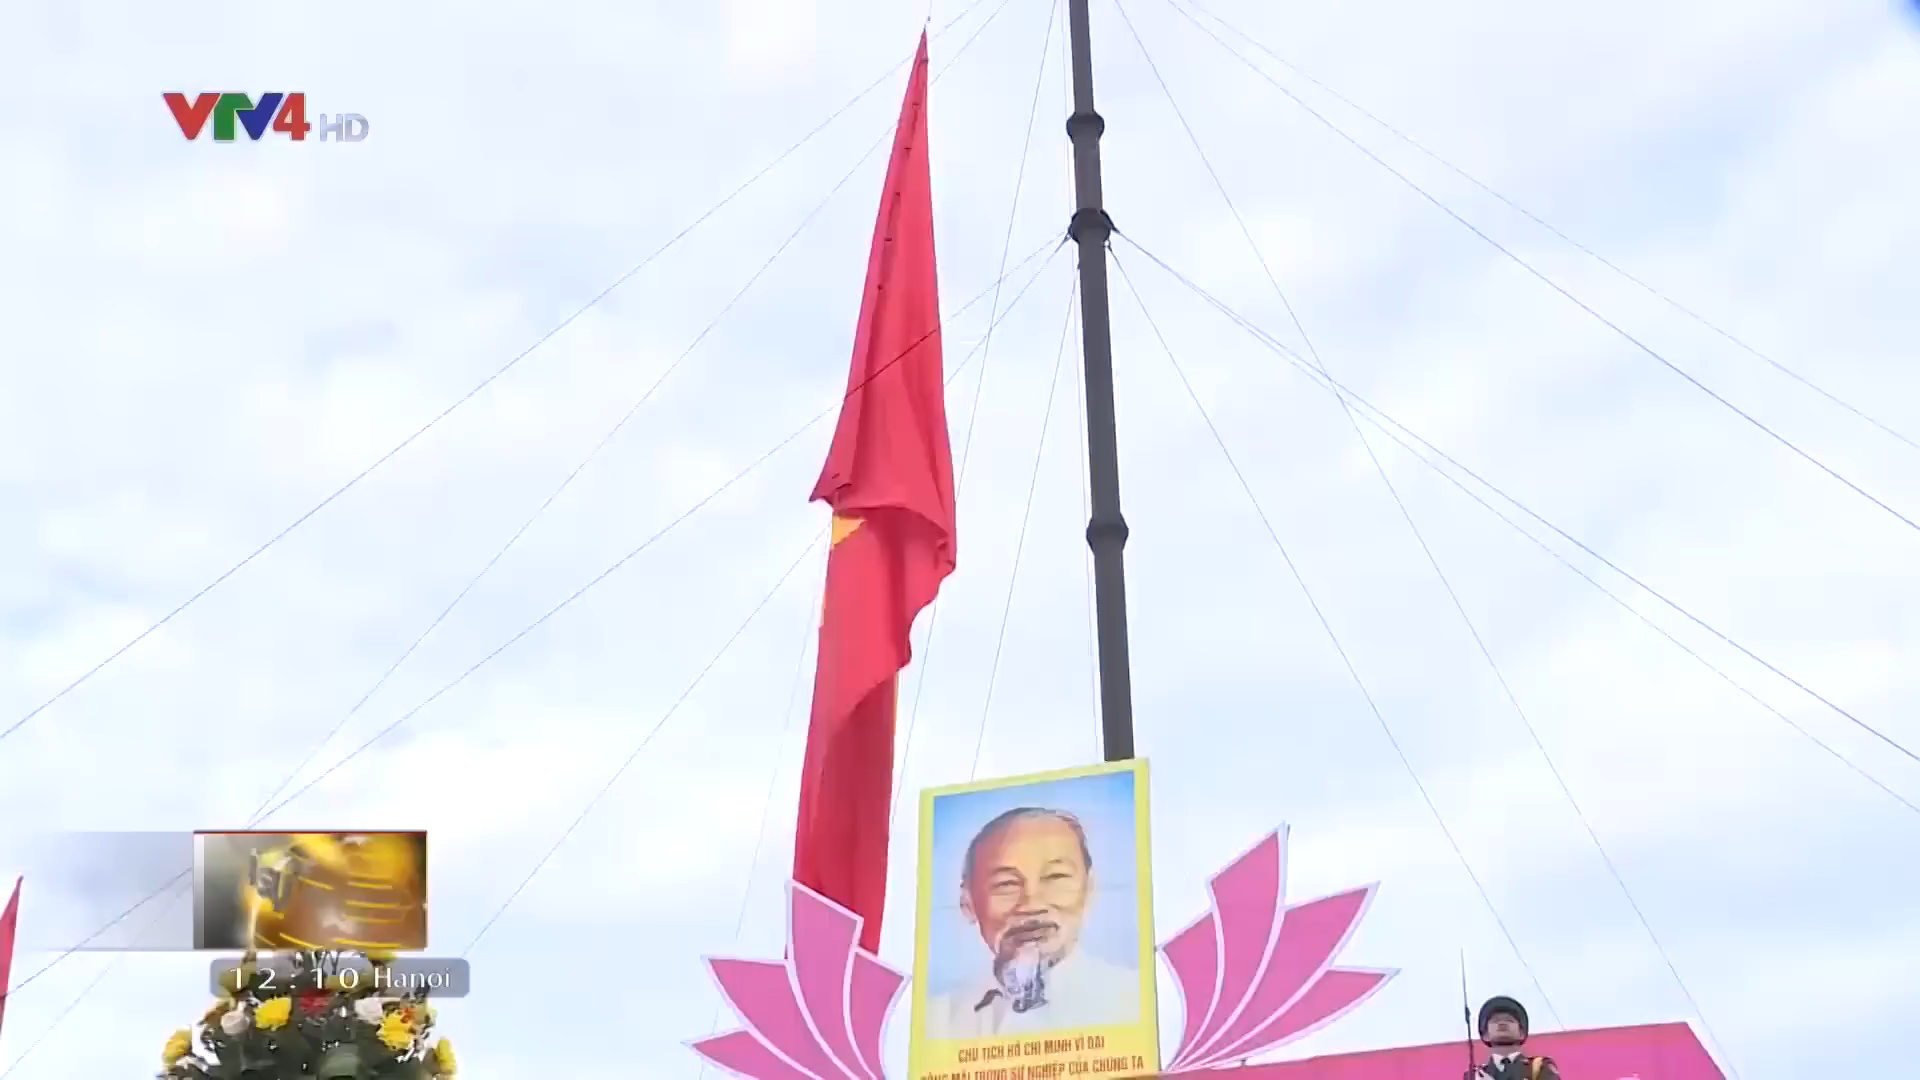 VTV4 HD
12:10 Hanoi
CHỦ TỊCH HỒ CHÍ MINH VĨ ĐẠI
SỐNG MÃI TRONG SỰ NGHIỆP CỦA CHÚNG TA